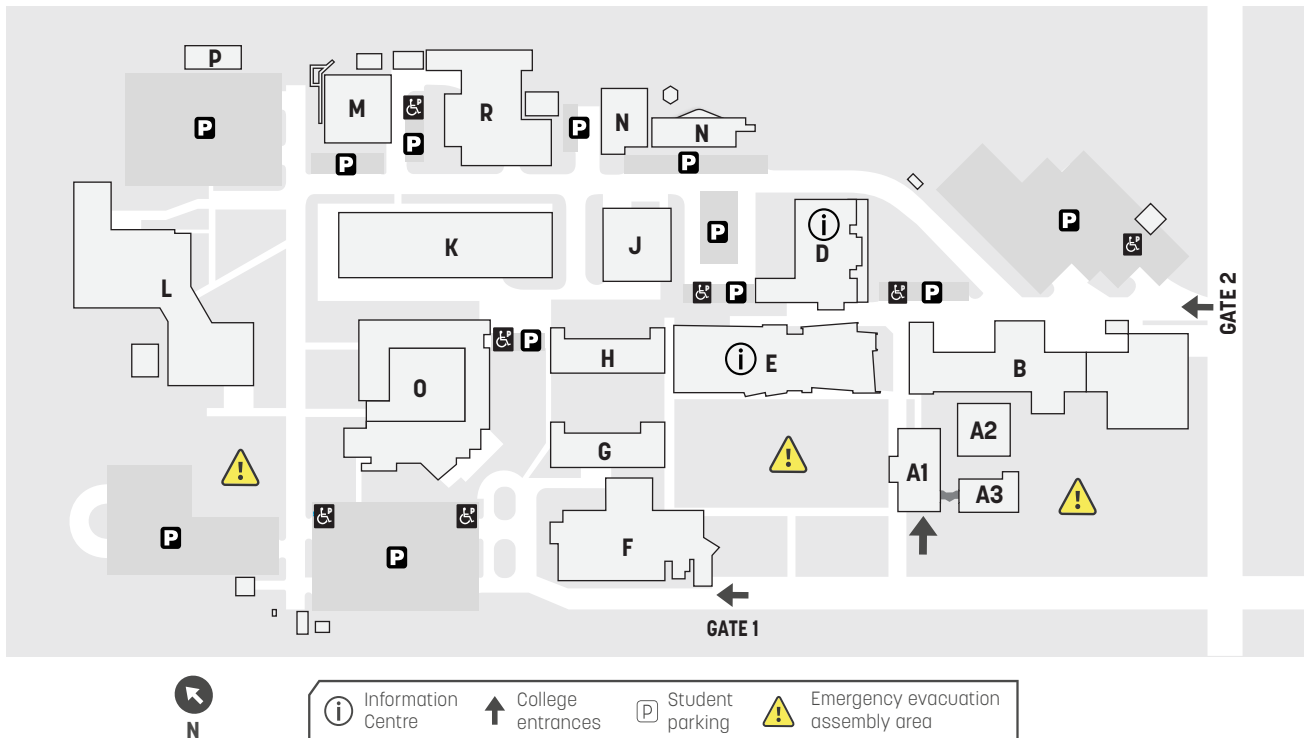 P
M
P
R
P
N
N
P
P
P
P
L
K
J
P
D
P
P
P
P
GATE 2
O
P
H
E
B
G
A1
A2
A3
P
P
F
GATE 1
N
Information
Centre
College
entrances
P
Student
parking
Emergency evacuation
assembly area